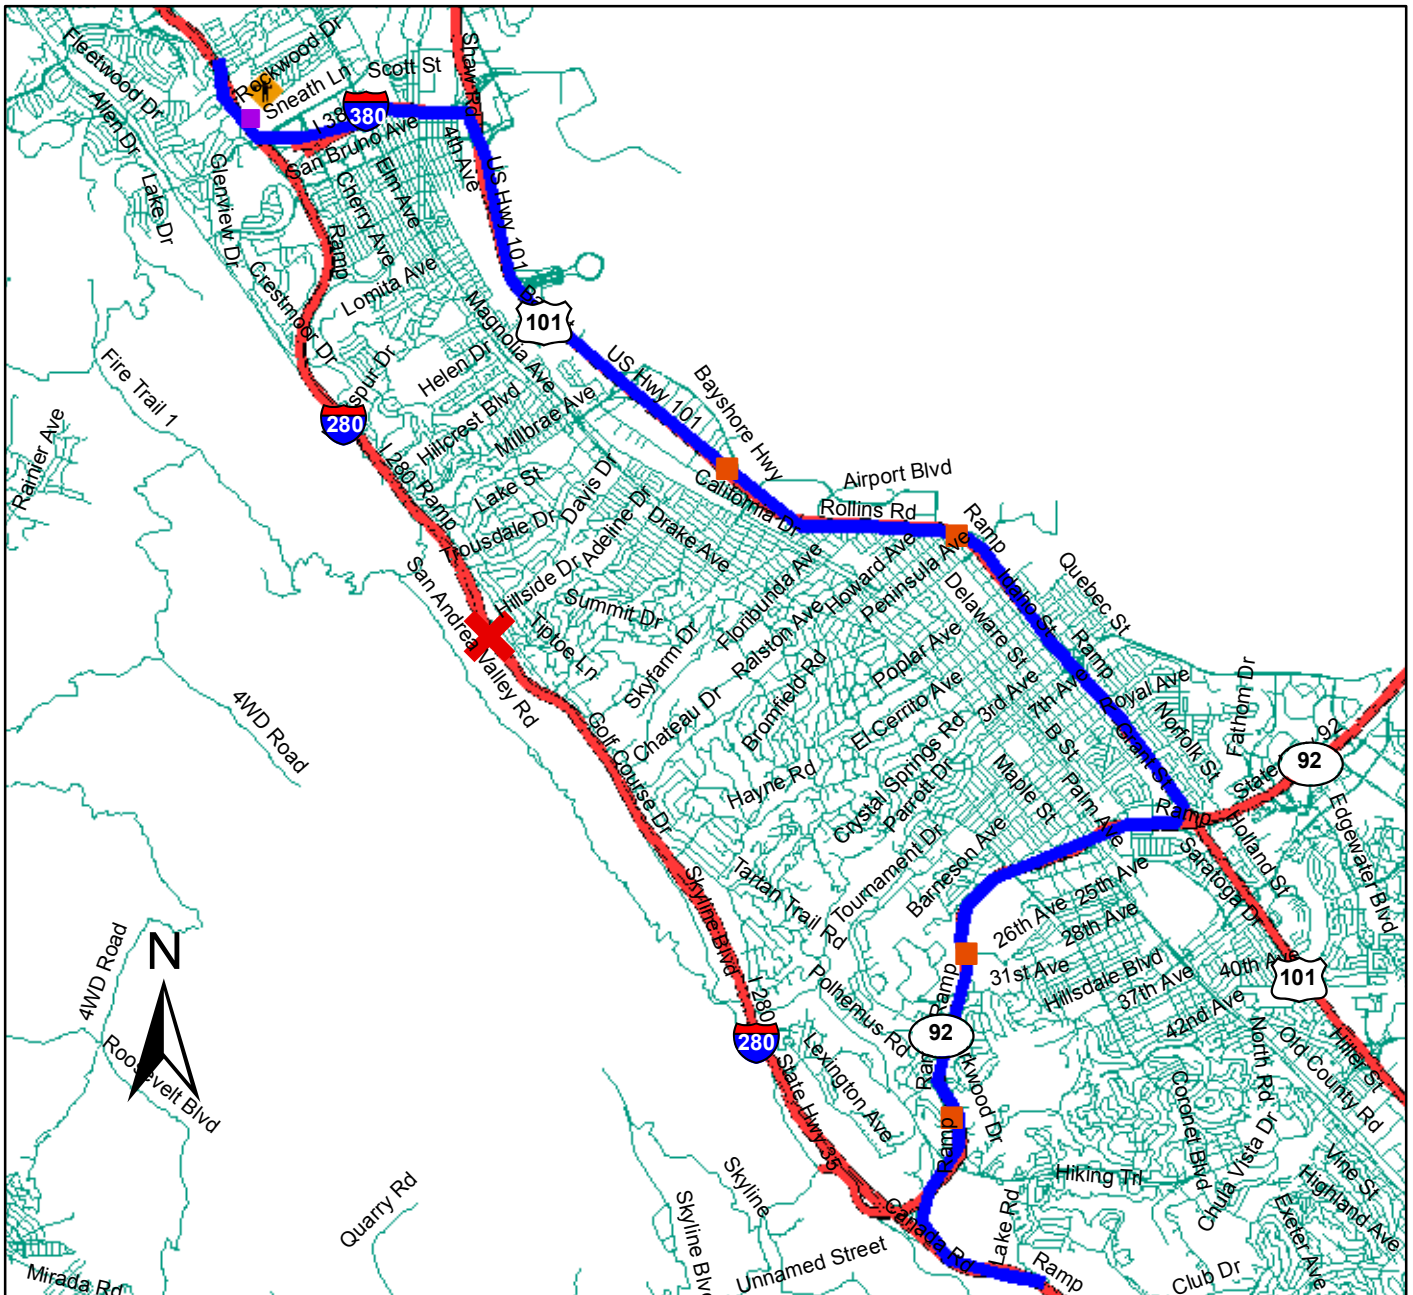 Rockwood Dr
Fleetwood Dr
Sneath Ln
Scott St
Shaw Rd
Allen Dr
380
San Bruno Ave
4th Ave
Glenview Dr
Lake Dr
Elm Ave
Cherry Ave
US Hwy 101
Ramp
Lomita Ave
Crestmoor Dr
Magnolia Ave
101
Fire Trail 1
Helen Dr
US Hwy 101
Bayshore Hwy
Rainier Ave
280
Hillcrest Blvd
Millbrae Ave
I 280 Ramp
Lake St
Davis Dr
California Dr
Airport Blvd
Rollins Rd
Ramp
Trousdale Dr
Adeline Dr
Drake Ave
Howard Ave
Peninsula Ave
San Andreas Valley Rd
Hillside Dr
Summit Dr
Floribunda Ave
Idaho St
Quebec St
Delaware St
Tiptoe Ln
Skyfarm Dr
Ralston Ave
Poplar Ave
Ramp
4WD Road
Chateau Dr
Bromfield Rd
El Cerrito Ave
3rd Ave
7th Ave
Royal Ave
Fathom Dr
Golf Course Dr
Crystal Springs Rd
B St
Grant St
Norfolk St
92
Hayne Rd
Parrott Dr
Maple St
Palm Ave
Ramp
Edgewater Blvd
Holland St
Tartan Trail Rd
Tournament Dr
Barneson Ave
25th Ave
Saratoga Dr
Skyline Blvd
26th Ave
28th Ave
4WD Road
N
31st Ave
Hillsdale Blvd
40th Ave
101
I 280
Polhemus Rd
Ramp
37th Ave
42nd Ave
280
92
Roosevelt Blvd
Lexington Ave
North Rd
Old County Rd
Hiller St
State Hwy 35
Ramp
Coronet Blvd
Chula Vista Dr
Vine St
Highland Ave
Hiking Trl
Skyline
Quarry Rd
Skyline Blv
Canada Rd
Lake Rd
Exeter Ave
Unnamed Street
Ramp
Club Dr
Mirada Rd